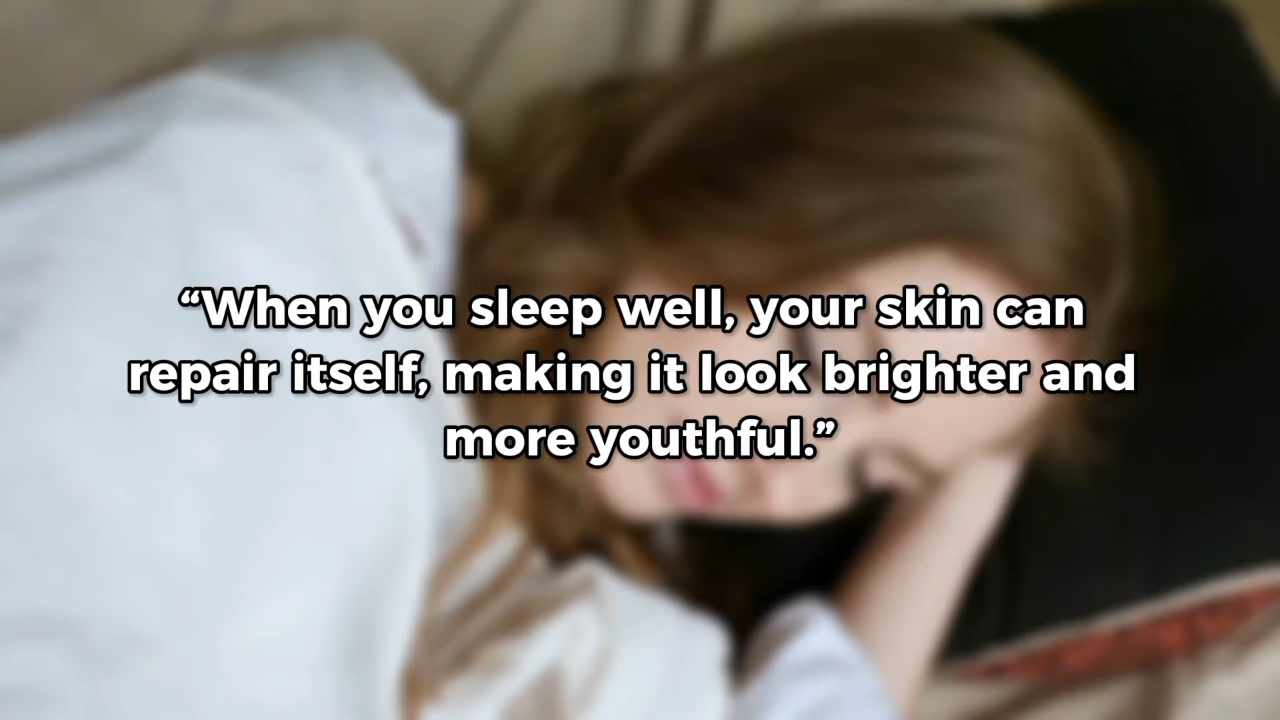 “When you sleep well, your skin can
repair itself, making it look brighter and
more youthful.”